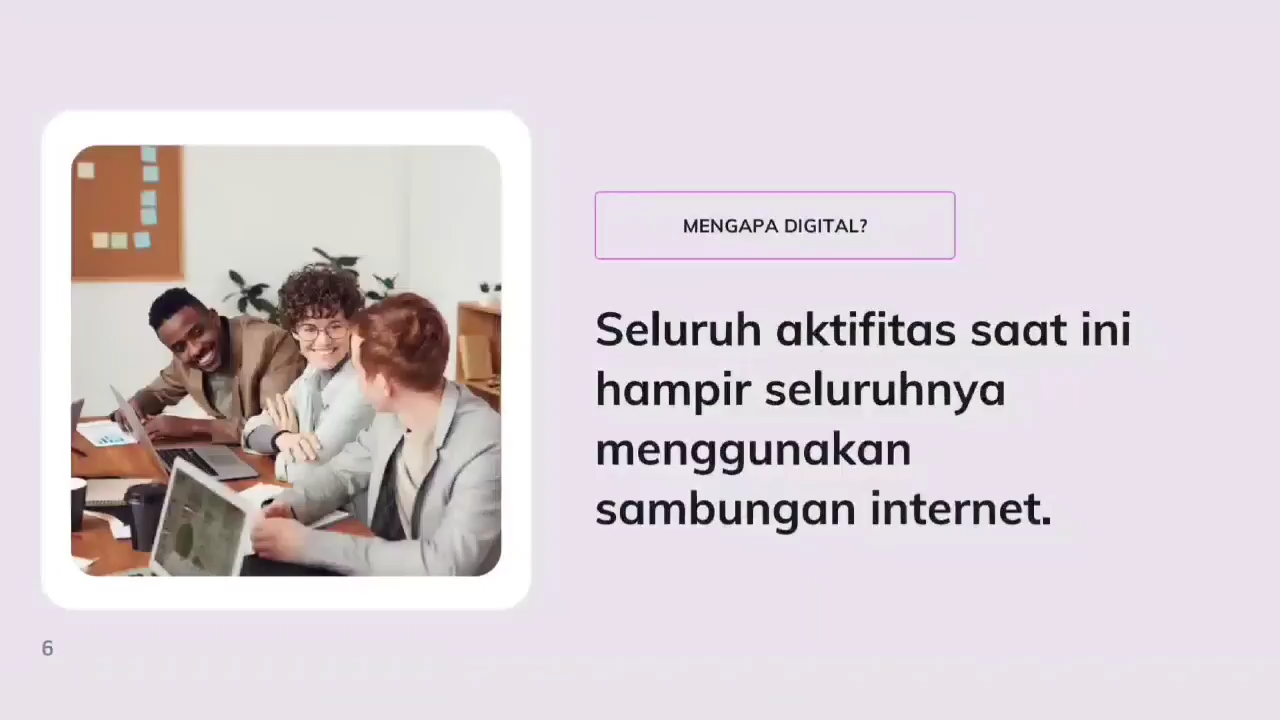 MENGAPA DIGITAL?
Seluruh aktifitas saat ini
hampir seluruhnya
menggunakan
sambungan internet.
6